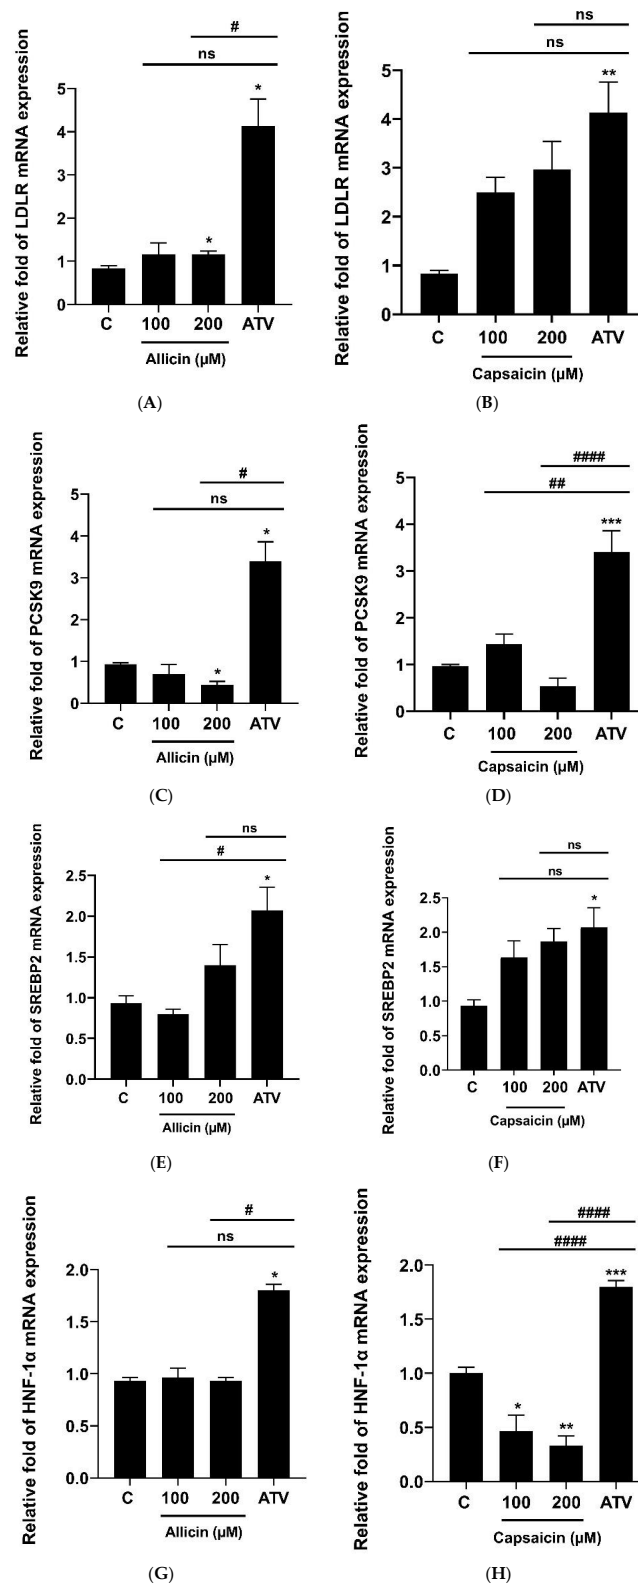 #
ns
*
*
Relative fold of LDLR mRNA expression
5
4
3
2
1
0
C 100 200 ATV
Allicin (µM)
(A)
ns
ns
**
Relative fold of LDLR mRNA expression
5
4
3
2
1
0
C 100 200 ATV
Capsaicin (µM)
(B)
#
ns
*
*
Relative fold of PCSK9 mRNA expression
5
4
3
2
1
0
C 100 200 ATV
Allicin (µM)
(C)
####
##
***
Relative fold of PCSK9 mRNA expression
5
4
3
2
1
0
C 100 200 ATV
Capsaicin (µM)
(D)
ns
#
*
Relative fold of SREBP2 mRNA expression
2.5
2.0
1.5
1.0
0.5
0.0
C 100 200 ATV
Allicin (µM)
(E)
ns
ns
*
Relative fold of SREBP2 mRNA expression
2.5
2.0
1.5
1.0
0.5
0.0
C 100 200 ATV
Capsaicin (µM)
(F)
#
ns
*
Relative fold of HNF-1α mRNA expression
2.0
1.5
1.0
0.5
0.0
C 100 200 ATV
Allicin (µM)
(G)
####
####
***
*
**
Relative fold of HNF-1α mRNA expression
2.0
1.5
1.0
0.5
0.0
C 100 200 ATV
Capsaicin (µM)
(H)